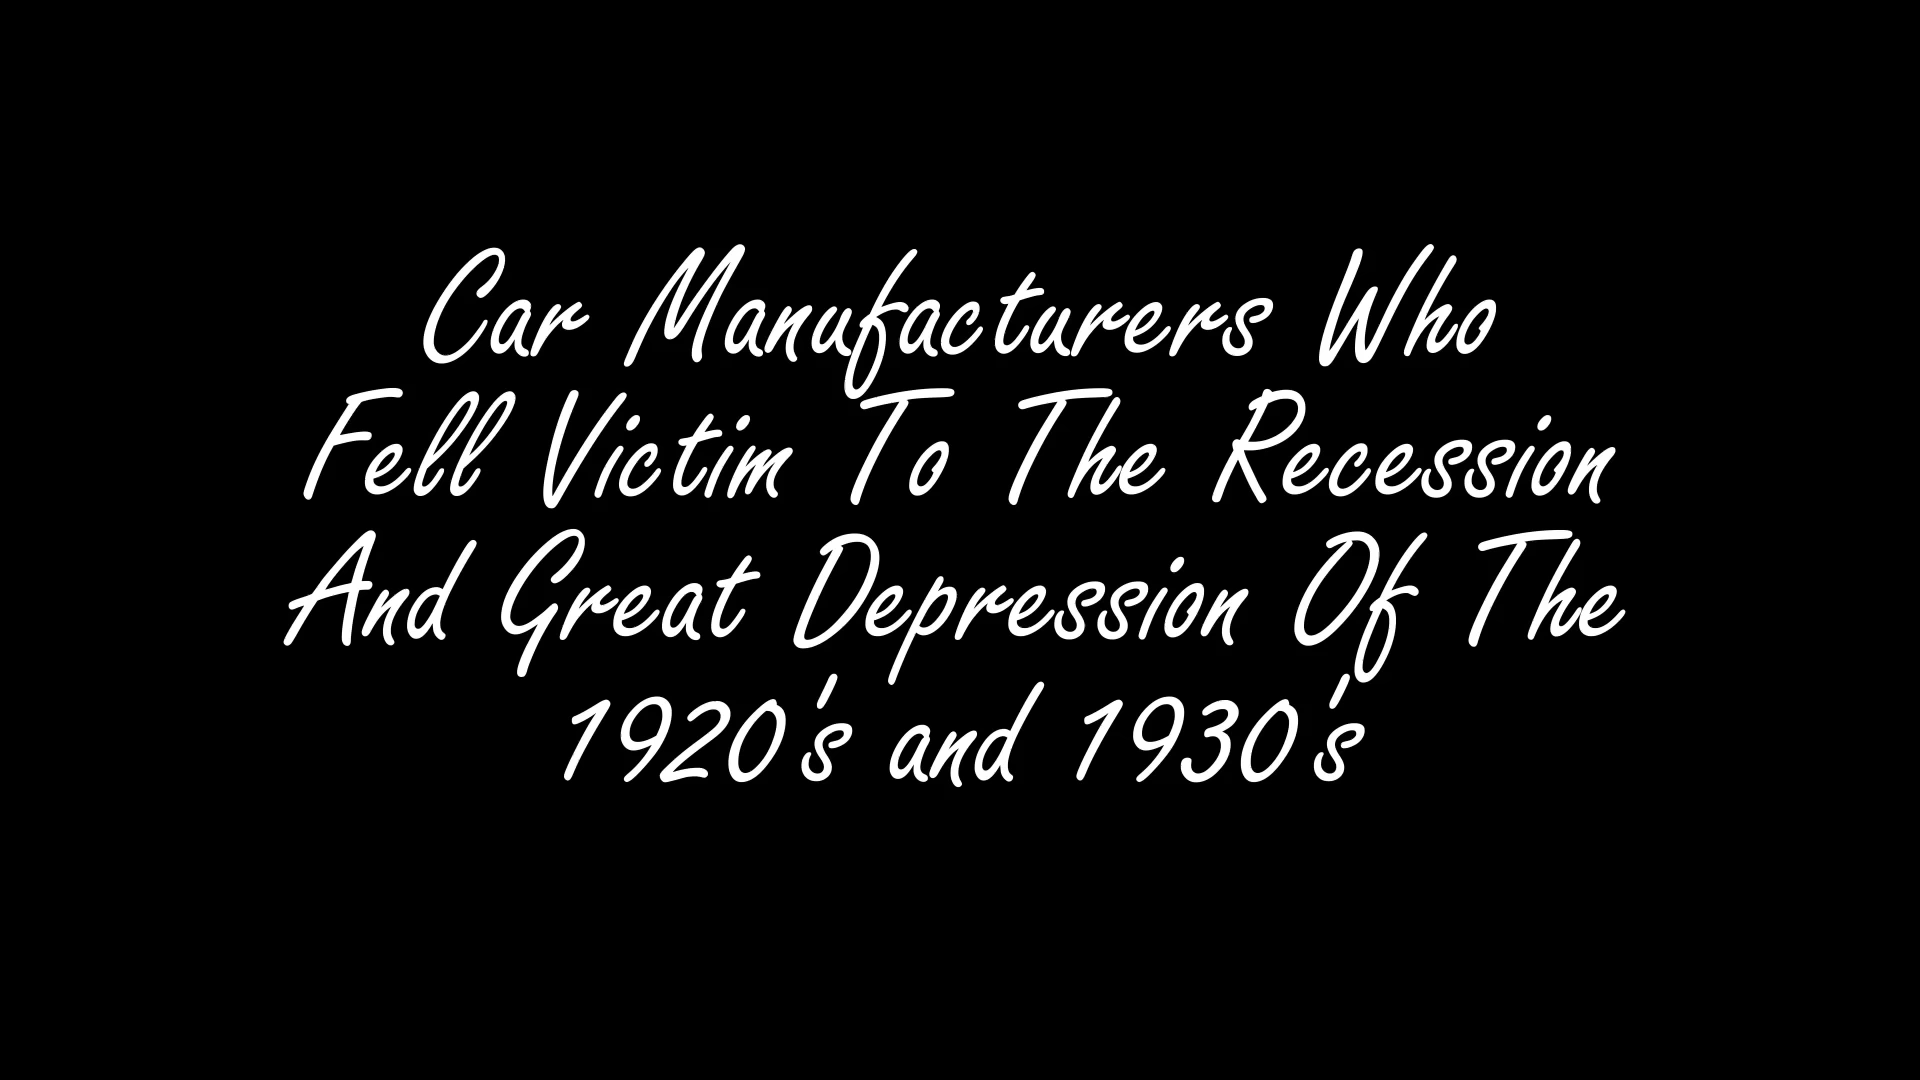 Car Manufacturers Who
Fell Victim To The Recession
And Great Depression Of The
1920's and 1930's